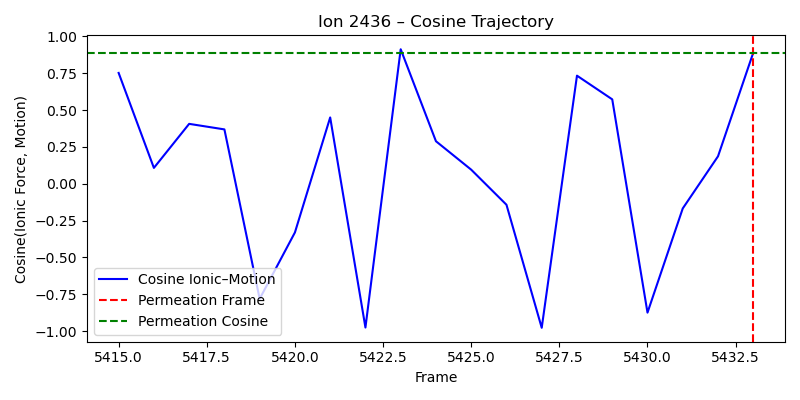 Ion 2436 – Cosine Trajectory
Cosine(Ionic Force, Motion)
1.00
0.75
0.50
0.25
0.00
−0.25
−0.50
−0.75
−1.00
Cosine Ionic–Motion
Permeation Frame
Permeation Cosine
5415.0
5417.5
5420.0
5422.5
5425.0
5427.5
5430.0
5432.5
Frame